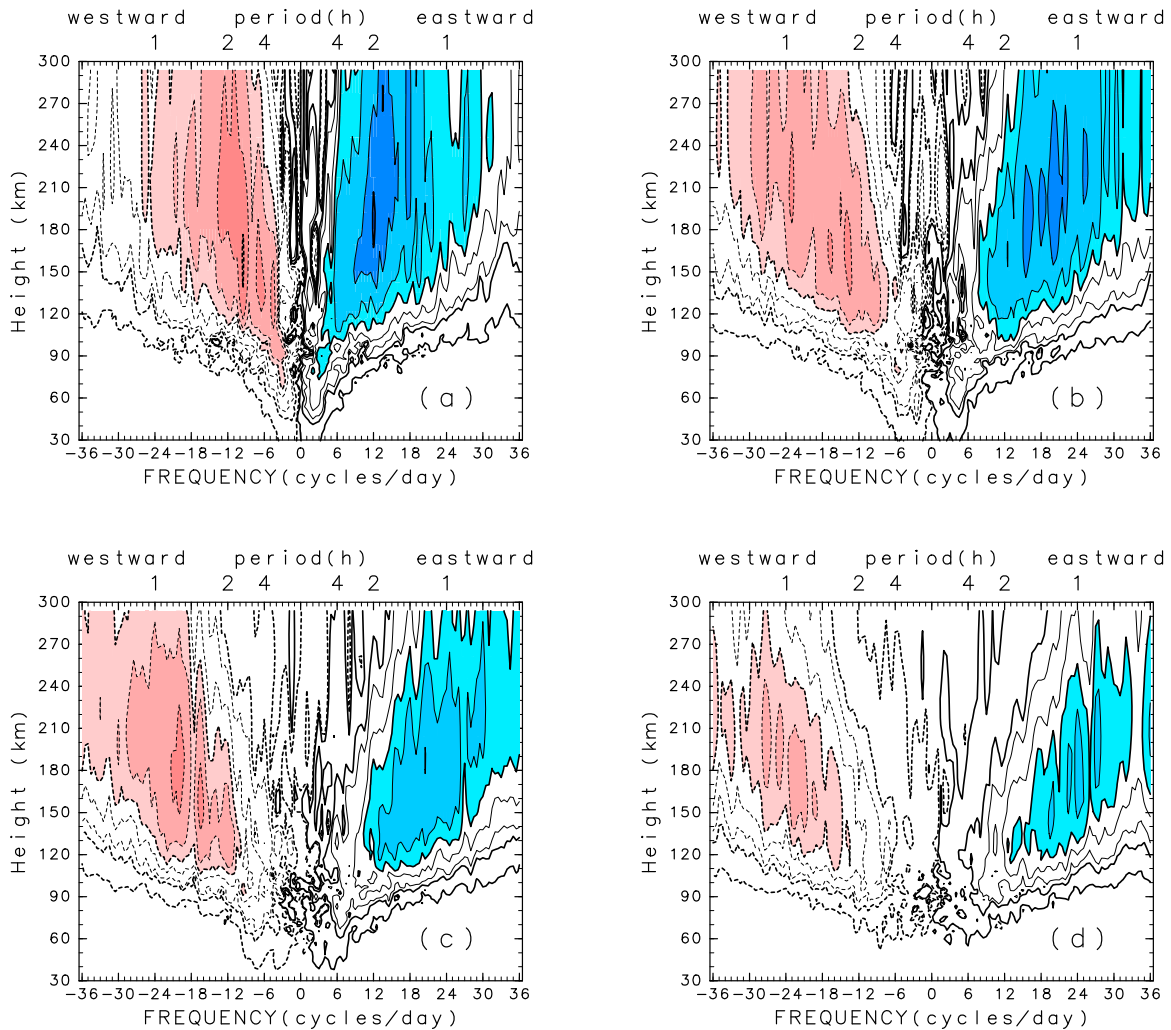 westward period(h) eastward
1 2 4 4 2 1
300
270
240
210
180
150
120
90
60
30
Height (km)
-36 -30 -24 -18 -12 -6 0 6 12 18 24 30 36
FREQUENCY(cycles/day)
(a)
westward period(h) eastward
1 2 4 4 2 1
300
270
240
210
180
150
120
90
60
30
Height (km)
-36 -30 -24 -18 -12 -6 0 6 12 18 24 30 36
FREQUENCY(cycles/day)
(b)
westward period(h) eastward
1 2 4 4 2 1
300
270
240
210
180
150
120
90
60
30
Height (km)
-36 -30 -24 -18 -12 -6 0 6 12 18 24 30 36
FREQUENCY(cycles/day)
(c)
westward period(h) eastward
1 2 4 4 2 1
300
270
240
210
180
150
120
90
60
30
Height (km)
-36 -30 -24 -18 -12 -6 0 6 12 18 24 30 36
FREQUENCY(cycles/day)
(d)